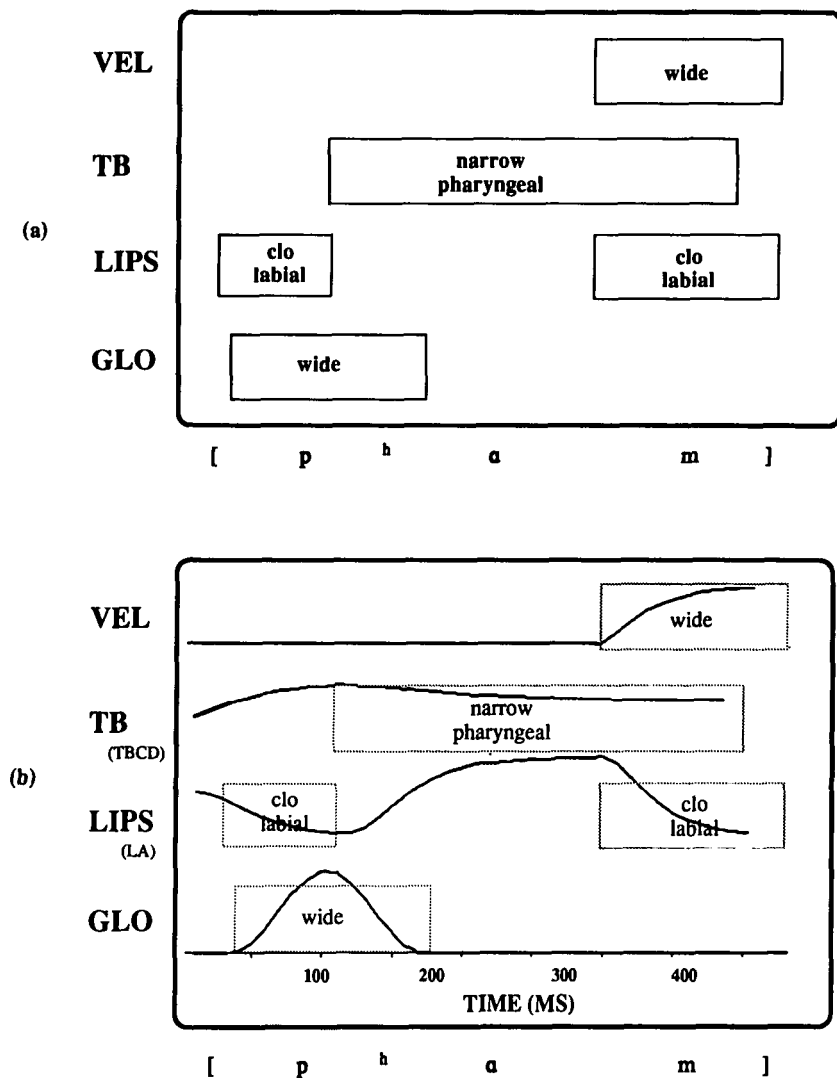 (a)
VEL
wide
TB
narrow
pharyngeal
LIPS
clo
labial
clo
labial
GLO
wide
[ p ʰ ɑ m ]
(b)
VEL
wide
TB
(TBCD)
narrow
pharyngeal
LIPS
(LA)
clo
labial
clo
labial
GLO
wide
100 200 300 400
TIME (MS)
[ p ʰ ɑ m ]